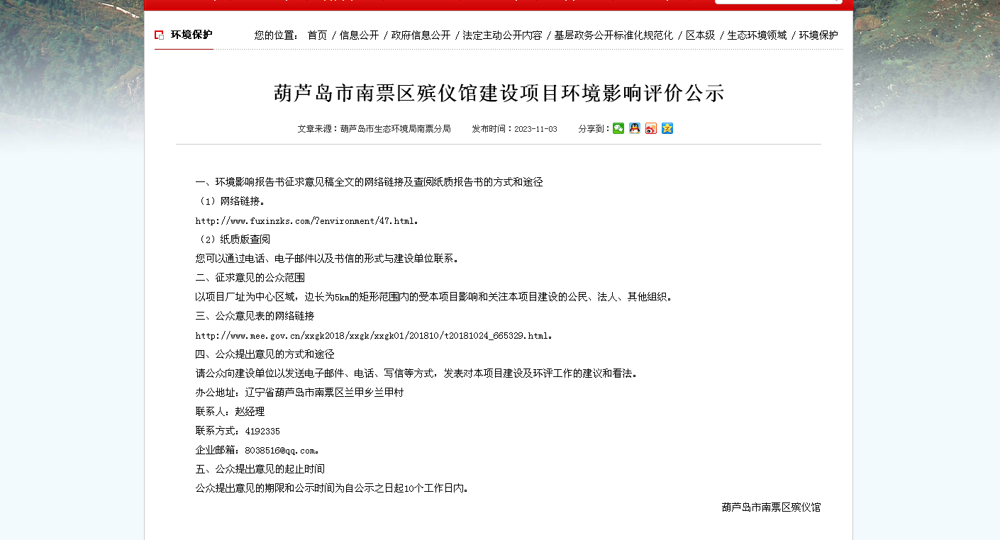 环境保护
您的位置： 首页 / 信息公开 / 政府信息公开 / 法定主动公开内容 / 基层政务公开标准化规范化 / 区本级 / 生态环境领域 / 环境保护
葫芦岛市南票区殡仪馆建设项目环境影响评价公示
文章来源：葫芦岛市生态环境局南票分局 发布时间：2023-11-03 分享到：
一、环境影响报告书征求意见稿全文的网络链接及查阅纸质报告书的方式和途径
（1）网络链接。
http://www.fuxinzks.com/?environment/47.html。
（2）纸质版查阅
您可以通过电话、电子邮件以及书信的形式与建设单位联系。
二、征求意见的公众范围
以项目厂址为中心区域，边长为5km的矩形范围内的受本项目影响和关注本项目建设的公民、法人、其他组织。
三、公众意见表的网络链接
http://www.mee.gov.cn/xxgk2018/xxgk/xxgk01/201810/t20181024_665329.html。
四、公众提出意见的方式和途径
请公众向建设单位以发送电子邮件、电话、写信等方式，发表对本项目建设及环评工作的建议和看法。
办公地址：辽宁省葫芦岛市南票区兰甲乡兰甲村
联系人：赵经理
联系方式：4192335
企业邮箱：8038516@qq.com。
五、公众提出意见的起止时间
公众提出意见的期限和公示时间为自公示之日起10个工作日内。
葫芦岛市南票区殡仪馆